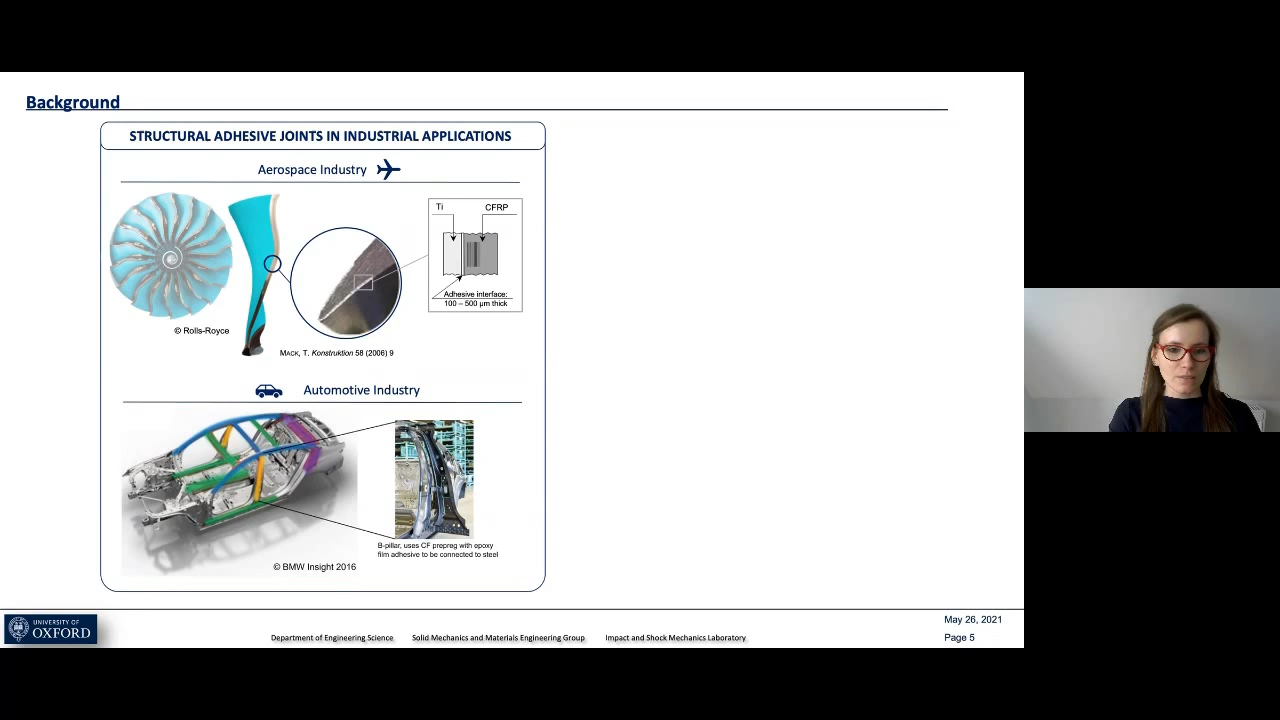 Background
STRUCTURAL ADHESIVE JOINTS IN INDUSTRIAL APPLICATIONS
Aerospace Industry
Ti
CFRP
Adhesive interface:
100 – 500 µm thick
© Rolls-Royce
MACK, T. Konstruktion 58 (2006) 9
Automotive Industry
B-pillar, uses CF prepreg with epoxy
film adhesive to be connected to steel
© BMW Insight 2016
UNIVERSITY OF
OXFORD
Department of Engineering Science
Solid Mechanics and Materials Engineering Group
Impact and Shock Mechanics Laboratory
May 26, 2021
Page 5